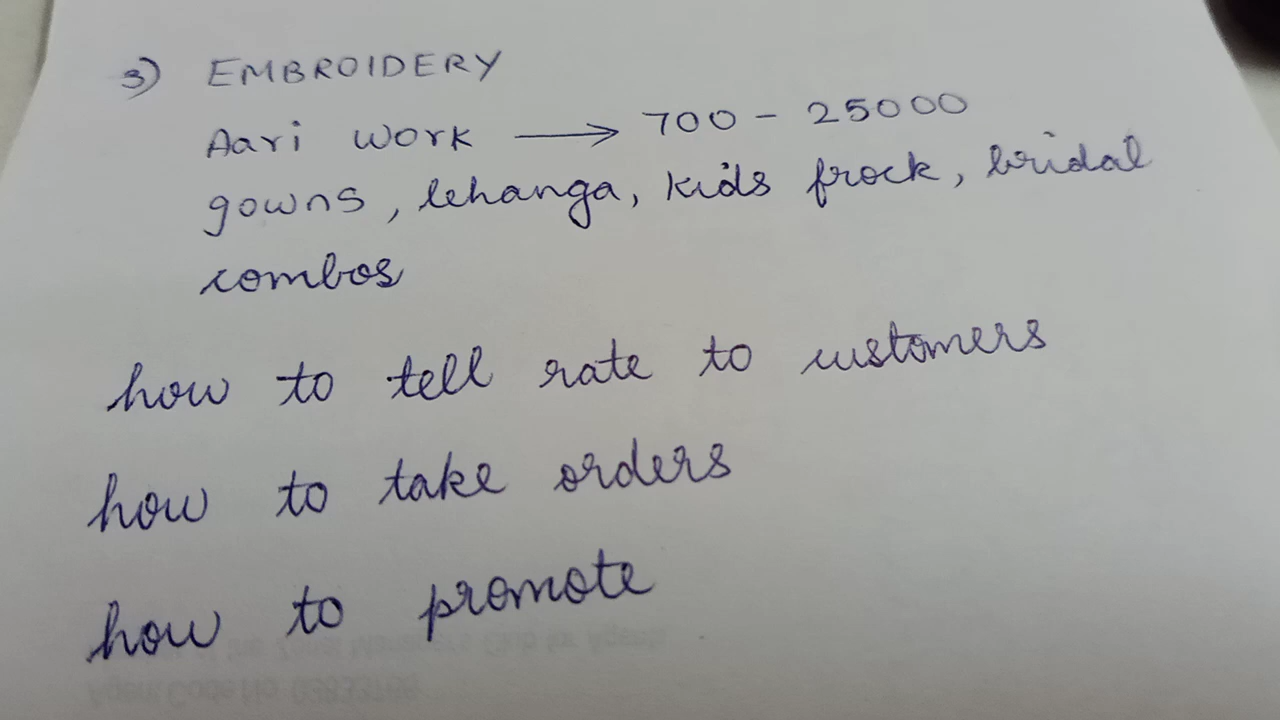 3) EMBROIDERY
Aari work → 700 - 25000
gowns, lehanga, kids frock, bridal
combos
how to tell rate to customers
how to take orders
how to promote